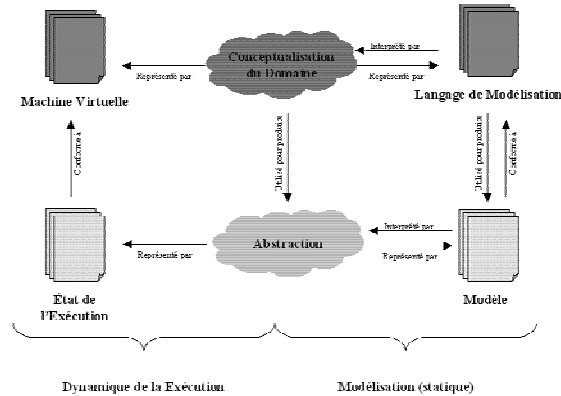 Conceptualisation
du Domaine
Interprété par
Représenté par
Représenté par
Machine Virtuelle
Langage de Modélisation
Conforme à
Utilisé pour produire
Utilisé pour produire
Conforme à
Abstraction
Interprété par
Représenté par
Représenté par
État de
l'Exécution
Modèle
Dynamique de la Exécution
Modélisation (statique)